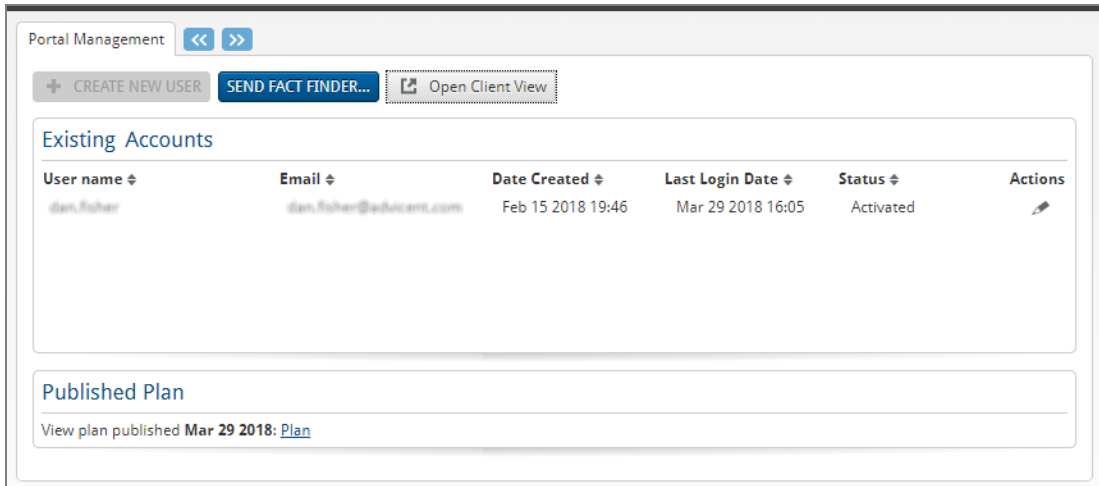 Portal Management
CREATE NEW USER SEND FACT FINDER... Open Client View
Existing Accounts
User name Email Date Created Last Login Date Status Actions
Feb 15 2018 19:46 Mar 29 2018 16:05 Activated
Published Plan
View plan published Mar 29 2018: Plan